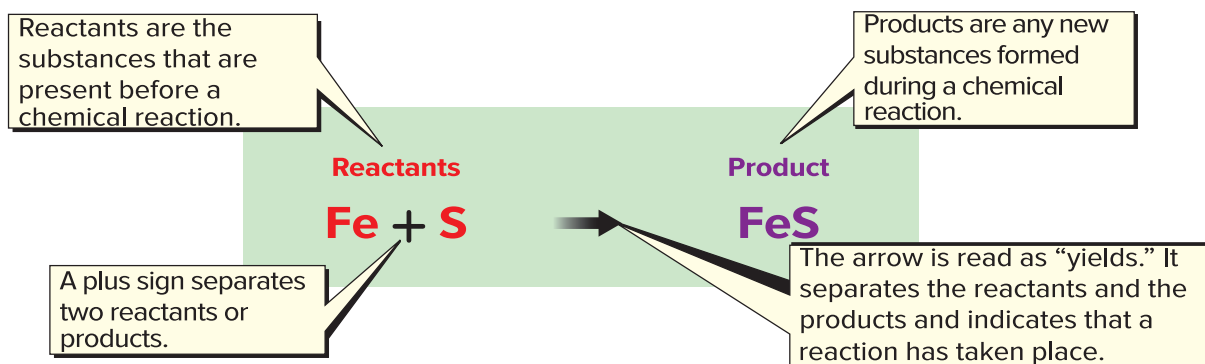 Reactants are the
substances that are
present before a
chemical reaction.
Products are any new
substances formed
during a chemical
reaction.
Reactants
Product
Fe + S
FeS
A plus sign separates
two reactants or
products.
The arrow is read as “yields.” It
separates the reactants and the
products and indicates that a
reaction has taken place.